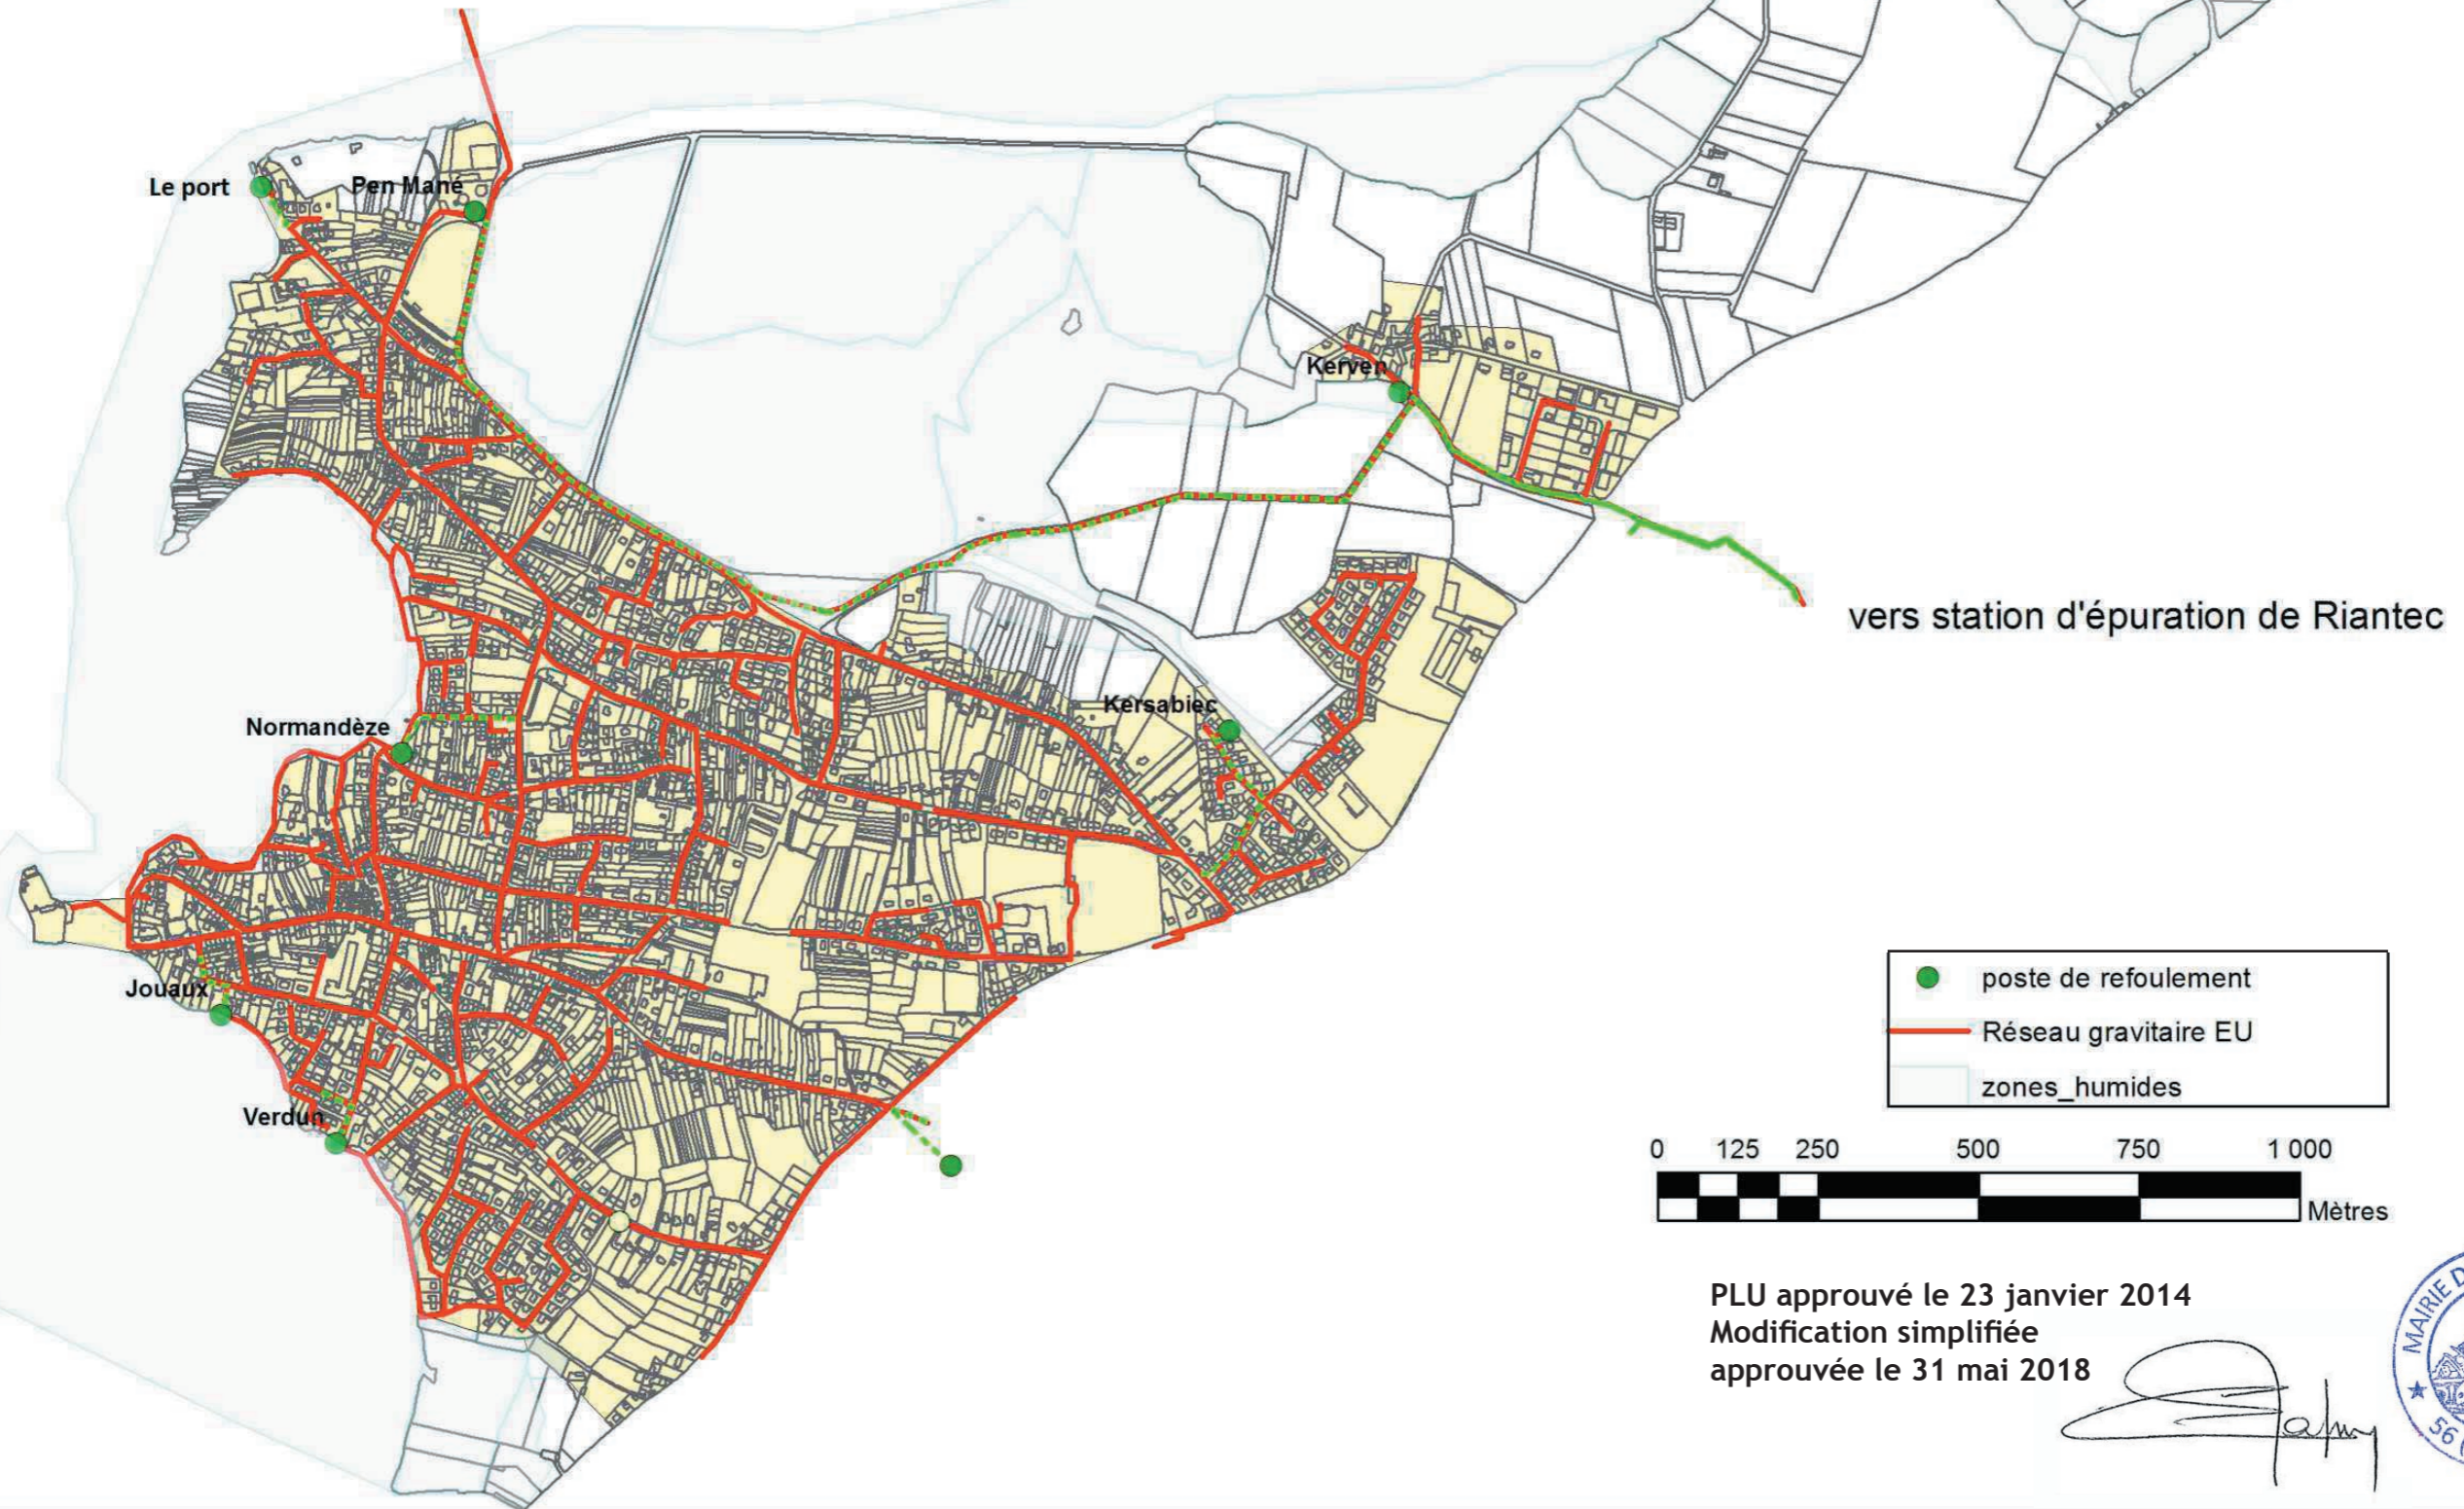 Le port
Pen Mané
Kerven
vers station d'épuration de Riantec
Kersabiec
Normandèze
Jouaux
Verdun
poste de refoulement
Réseau gravitaire EU
zones_humides
0 125 250 500 750 1 000
Mètres
PLU approuvé le 23 janvier 2014
Modification simplifiée
approuvée le 31 mai 2018
MAIRIE D
56